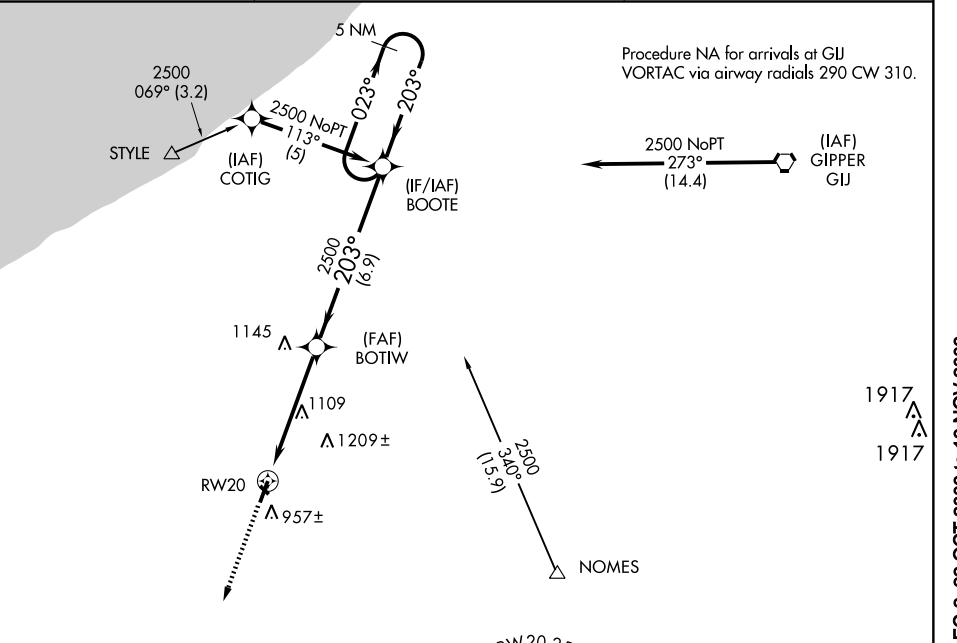 5 NM
Procedure NA for arrivals at GIJ
VORTAC via airway radials 290 CW 310.
2500
069° (3.2)
023°
203°
2500 NoPT
113°
(5)
STYLE
(IAF)
COTIG
(IF/IAF)
BOOTE
2500 NoPT
273°
(14.4)
(IAF)
GIPPER
GIJ
2500
203°
(6.9)
1145
(FAF)
BOTIW
1109
1209±
1917
1917
2500
340°
(15.9)
RW20
957±
NOMES